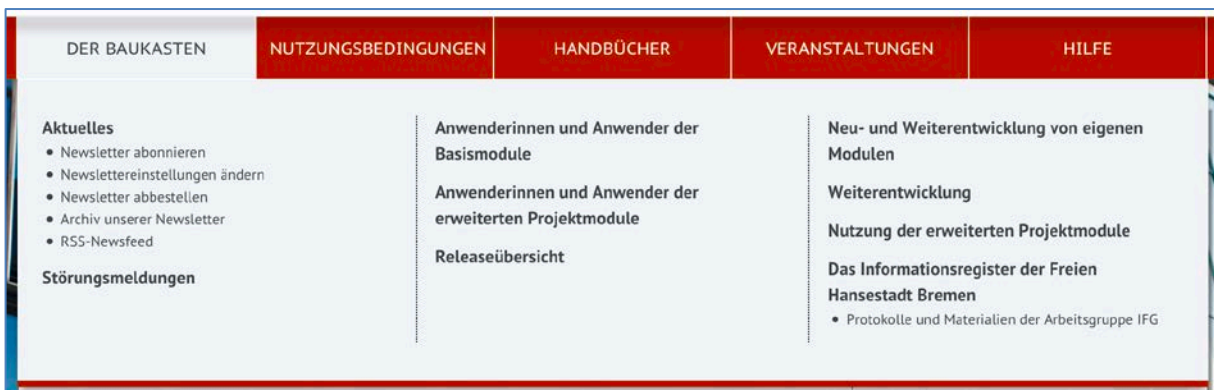 DER BAUKASTEN
NUTZUNGSBEDINGUNGEN
HANDBÜCHER
VERANSTALTUNGEN
HILFE
Aktuelles
• Newsletter abonnieren
• Newslettereinstellungen ändern
• Newsletter abbestellen
• Archiv unserer Newsletter
• RSS-Newsfeed
Störungsmeldungen
Anwenderinnen und Anwender der
Basismodule
Anwenderinnen und Anwender der
erweiterten Projektmodule
Releaseübersicht
Neu- und Weiterentwicklung von eigenen
Modulen
Weiterentwicklung
Nutzung der erweiterten Projektmodule
Das Informationsregister der Freien
Hansestadt Bremen
• Protokolle und Materialien der Arbeitsgruppe IFG